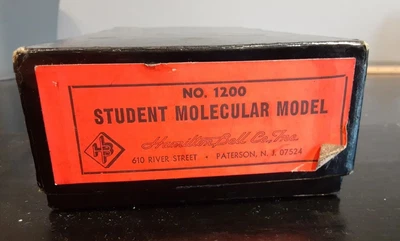 NO. 1200
STUDENT MOLECULAR MODEL
Hamilton Bell Co., Inc.
610 RIVER STREET • PATERSON, N. J. 07524